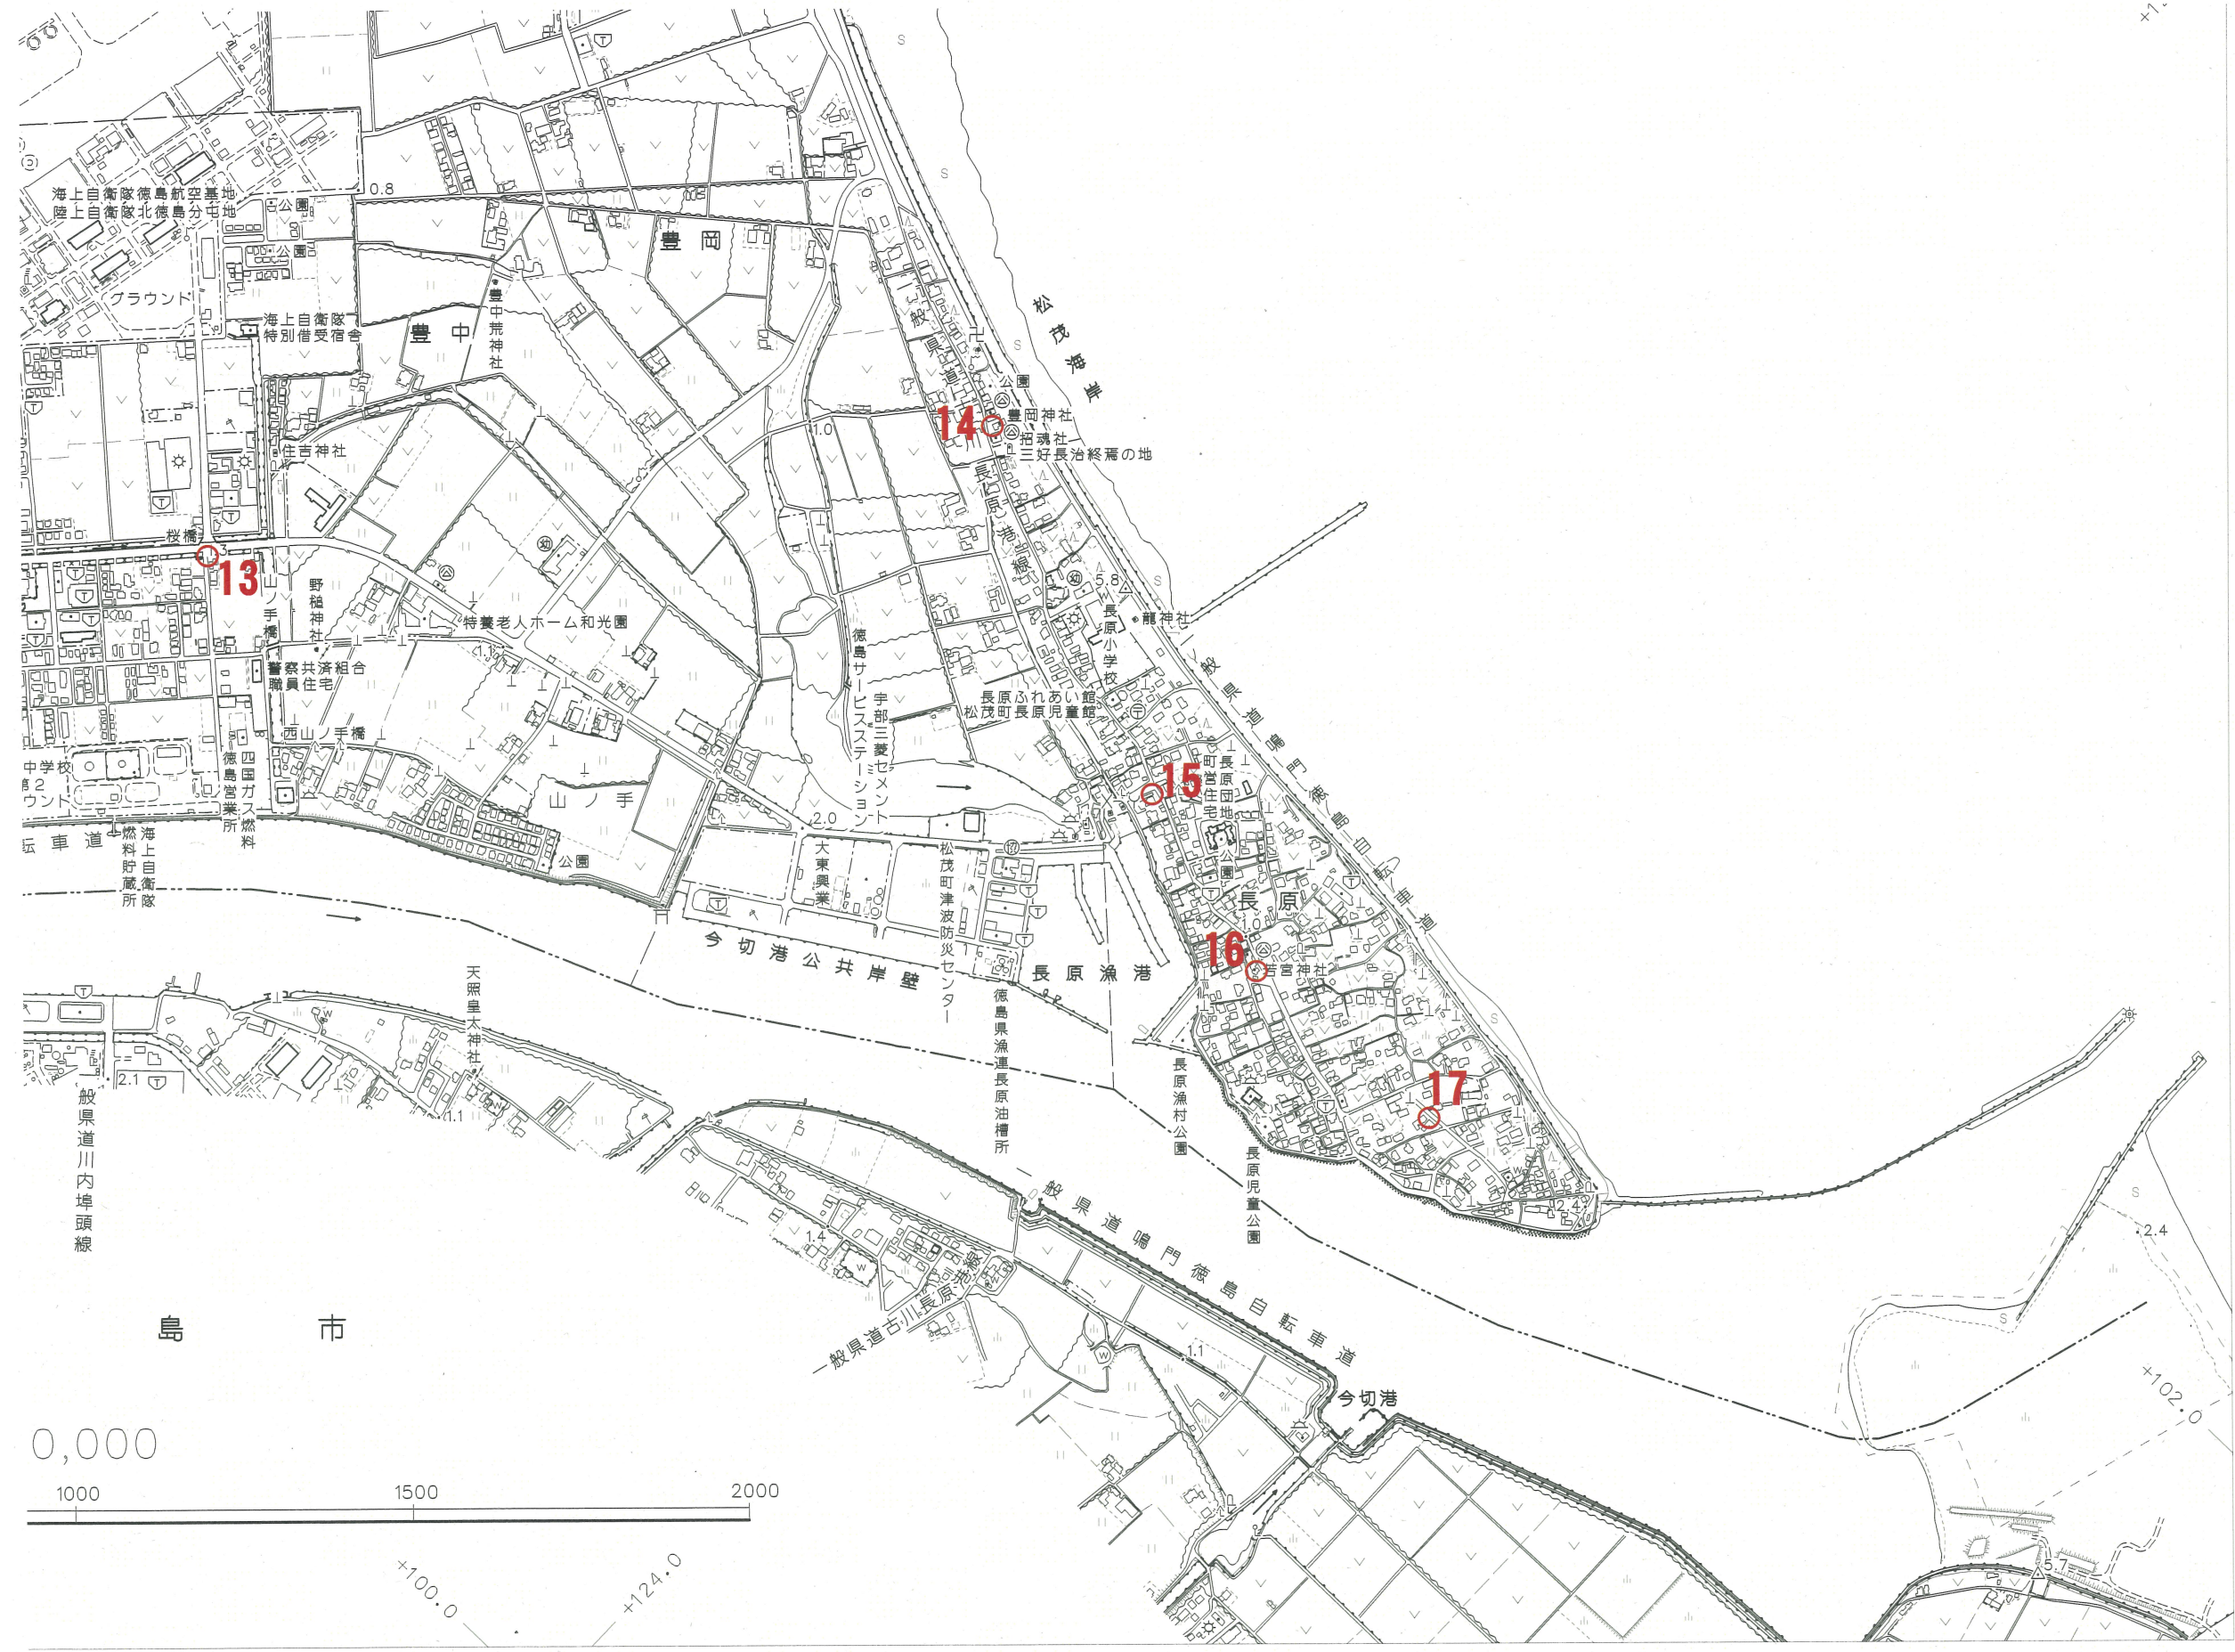 海上自衛隊徳島航空基地
陸上自衛隊北徳島分屯地
0.8
公園
公園
グラウンド
海上自衛隊
特別借受宿舎
豊岡
豊中
豊中荒神社
松茂海岸
一般県道
長原港線
公園
14
豊岡神社
招魂社
三好長治終焉の地
1.0
住吉神社
桜橋
13
山ノ手橋
野槌神社
特養老人ホーム和光園
1.1
警察共済組合
職員住宅
西山ノ手橋
中学校
第2
ウンド
四国ガス燃料
徳島営業所
海上自衛隊
燃料貯蔵所
転車道
山ノ手
公園
2.0
徳島サービスステーション
宇部三菱セメント
5.8
龍神社
長原小学校
長原ふれあい館
松茂町長原児童館
15
長原団地
町営住宅
公園
一般県道鳴門徳島自転車道
長原
1.0
16
若宮神社
17
大東興業
松茂町津波防災センター
今切港公共岸壁
長原漁港
徳島県漁連長原油槽所
長原漁村公園
長原児童公園
2.4
天照皇太神社
2.1
一般県道川内埠頭線
1.1
1.4
一般県道古川長原港線
一般県道鳴門徳島自転車道
1.1
今切港
2.4
島市
0,000
1000
1500
2000
+100.0
+124.0
+102.0
5.7